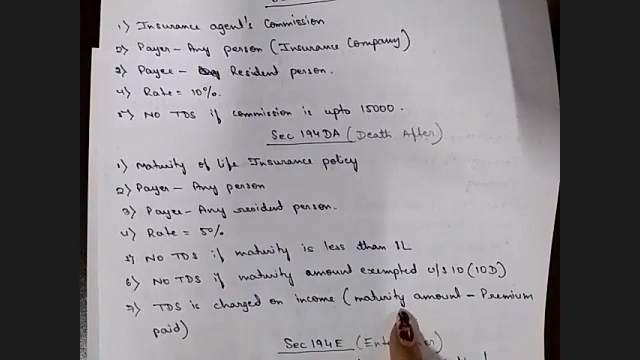 1) Insurance agent's Commission
2) Payer - Any person (Insurance Company)
3) Payee - Resident person.
4) Rate = 10%.
5) NO TDS if commission is upto 15000.
Sec 194DA (Death After)
1) Maturity of life Insurance policy
2) Payer - Any person
3) Payee - Any resident person.
4) Rate = 5%
5) NO TDS if maturity is less than 1L
6) NO TDS if maturity amount exempted u/s 10(10D)
7) TDS is charged on income (maturity amount - Premium
paid)
Sec 194E (Ente